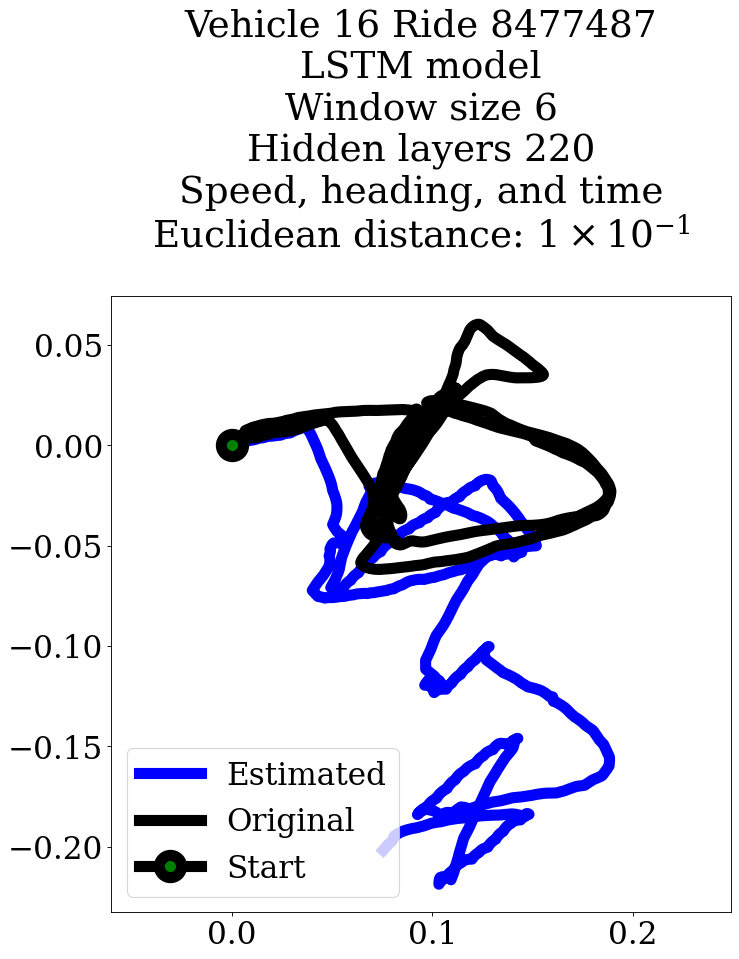 Vehicle 16 Ride 8477487
LSTM model
Window size 6
Hidden layers 220
Speed, heading, and time
Euclidean distance: 1 × 10⁻¹
0.05
0.00
−0.05
−0.10
−0.15
−0.20
Estimated
Original
Start
0.0 0.1 0.2